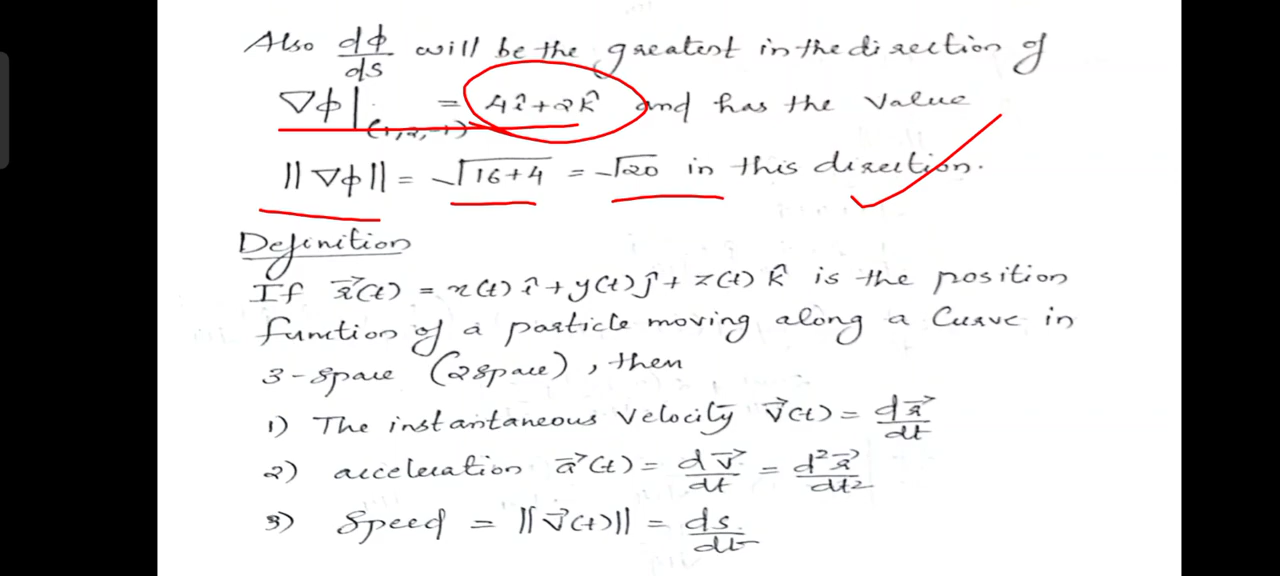 Also dφ/ds will be the greatest in the direction of
∇φ|(1,2,-1) = 4î+2k̂ and has the value
||∇φ|| = √16+4 = √20 in this direction.
Definition
If r⃗(t) = x(t) î + y(t) ĵ + z(t) k̂ is the position
function of a particle moving along a curve in
3-space (2space), then
1) The instantaneous velocity v⃗(t) = dr⃗/dt
2) acceleration a⃗(t) = dv⃗/dt = d²r⃗/dt²
3) Speed = ||v⃗(t)|| = ds/dt